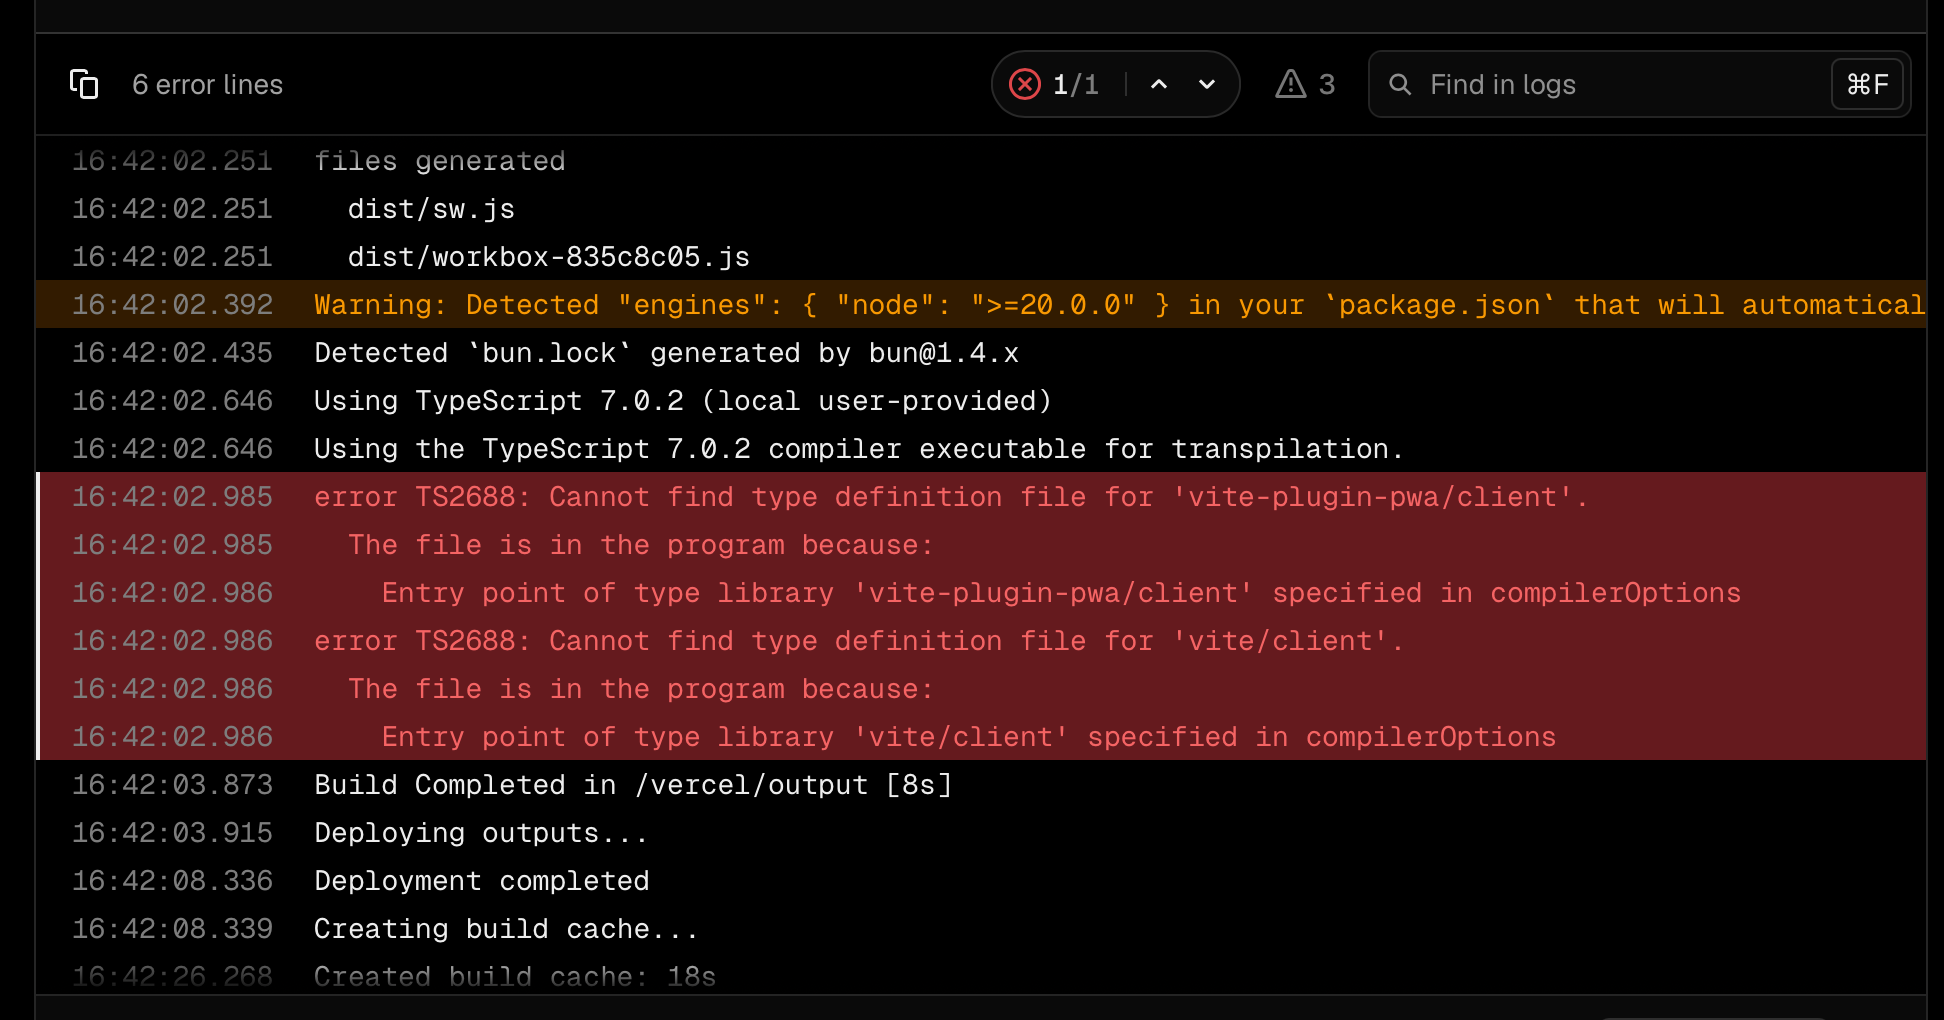 6 error lines
1/1
3
Find in logs
⌘F
16:42:02.251 files generated
16:42:02.251 dist/sw.js
16:42:02.251 dist/workbox-835c8c05.js
16:42:02.392 Warning: Detected "engines": { "node": ">=20.0.0" } in your `package.json` that will automatical
16:42:02.435 Detected `bun.lock` generated by bun@1.4.x
16:42:02.646 Using TypeScript 7.0.2 (local user-provided)
16:42:02.646 Using the TypeScript 7.0.2 compiler executable for transpilation.
16:42:02.985 error TS2688: Cannot find type definition file for 'vite-plugin-pwa/client'.
16:42:02.985 The file is in the program because:
16:42:02.986 Entry point of type library 'vite-plugin-pwa/client' specified in compilerOptions
16:42:02.986 error TS2688: Cannot find type definition file for 'vite/client'.
16:42:02.986 The file is in the program because:
16:42:02.986 Entry point of type library 'vite/client' specified in compilerOptions
16:42:03.873 Build Completed in /vercel/output [8s]
16:42:03.915 Deploying outputs...
16:42:08.336 Deployment completed
16:42:08.339 Creating build cache...
16:42:26.268 Created build cache: 18s